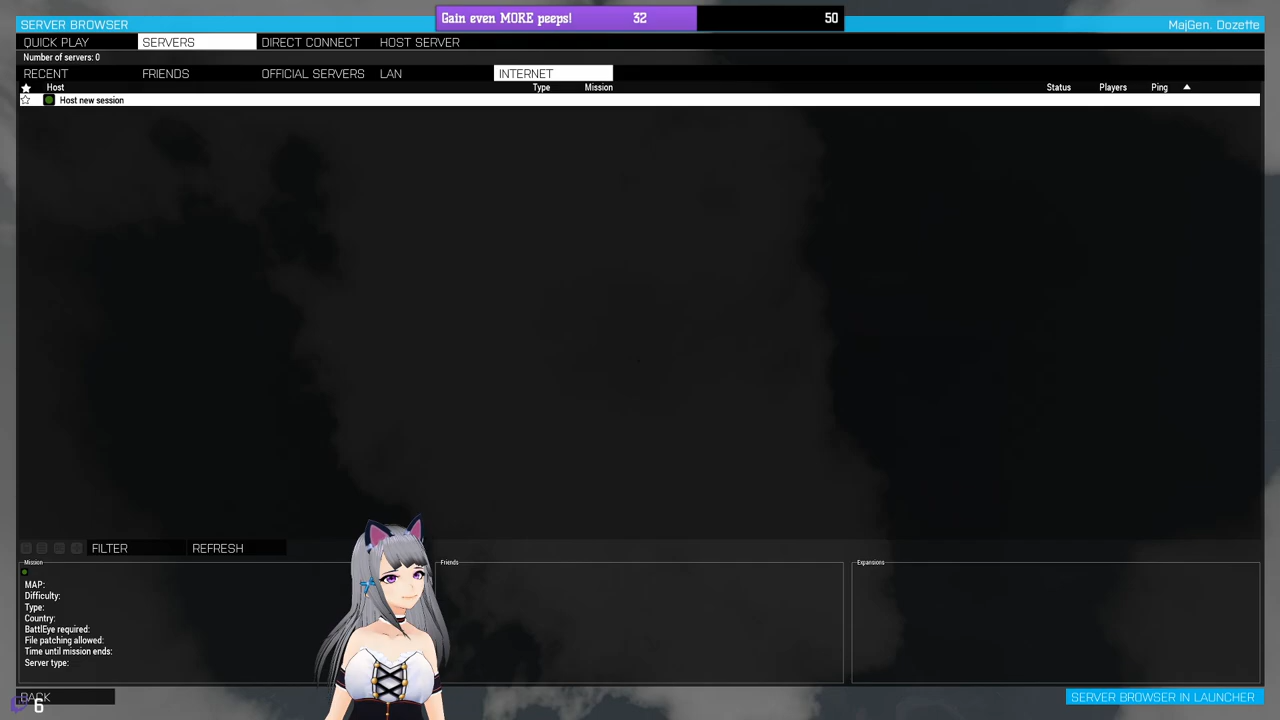 Gain even MORE peeps! 32 50
SERVER BROWSER MajGen. Dozette
QUICK PLAY SERVERS DIRECT CONNECT HOST SERVER
Number of servers: 0
RECENT FRIENDS OFFICIAL SERVERS LAN INTERNET
Host Type Mission Status Players Ping
Host new session
FILTER REFRESH
Mission Friends Expansions
MAP:
Difficulty:
Type:
Country:
BattlEye required:
File patching allowed:
Time until mission ends:
Server type:
BACK SERVER BROWSER IN LAUNCHER
6